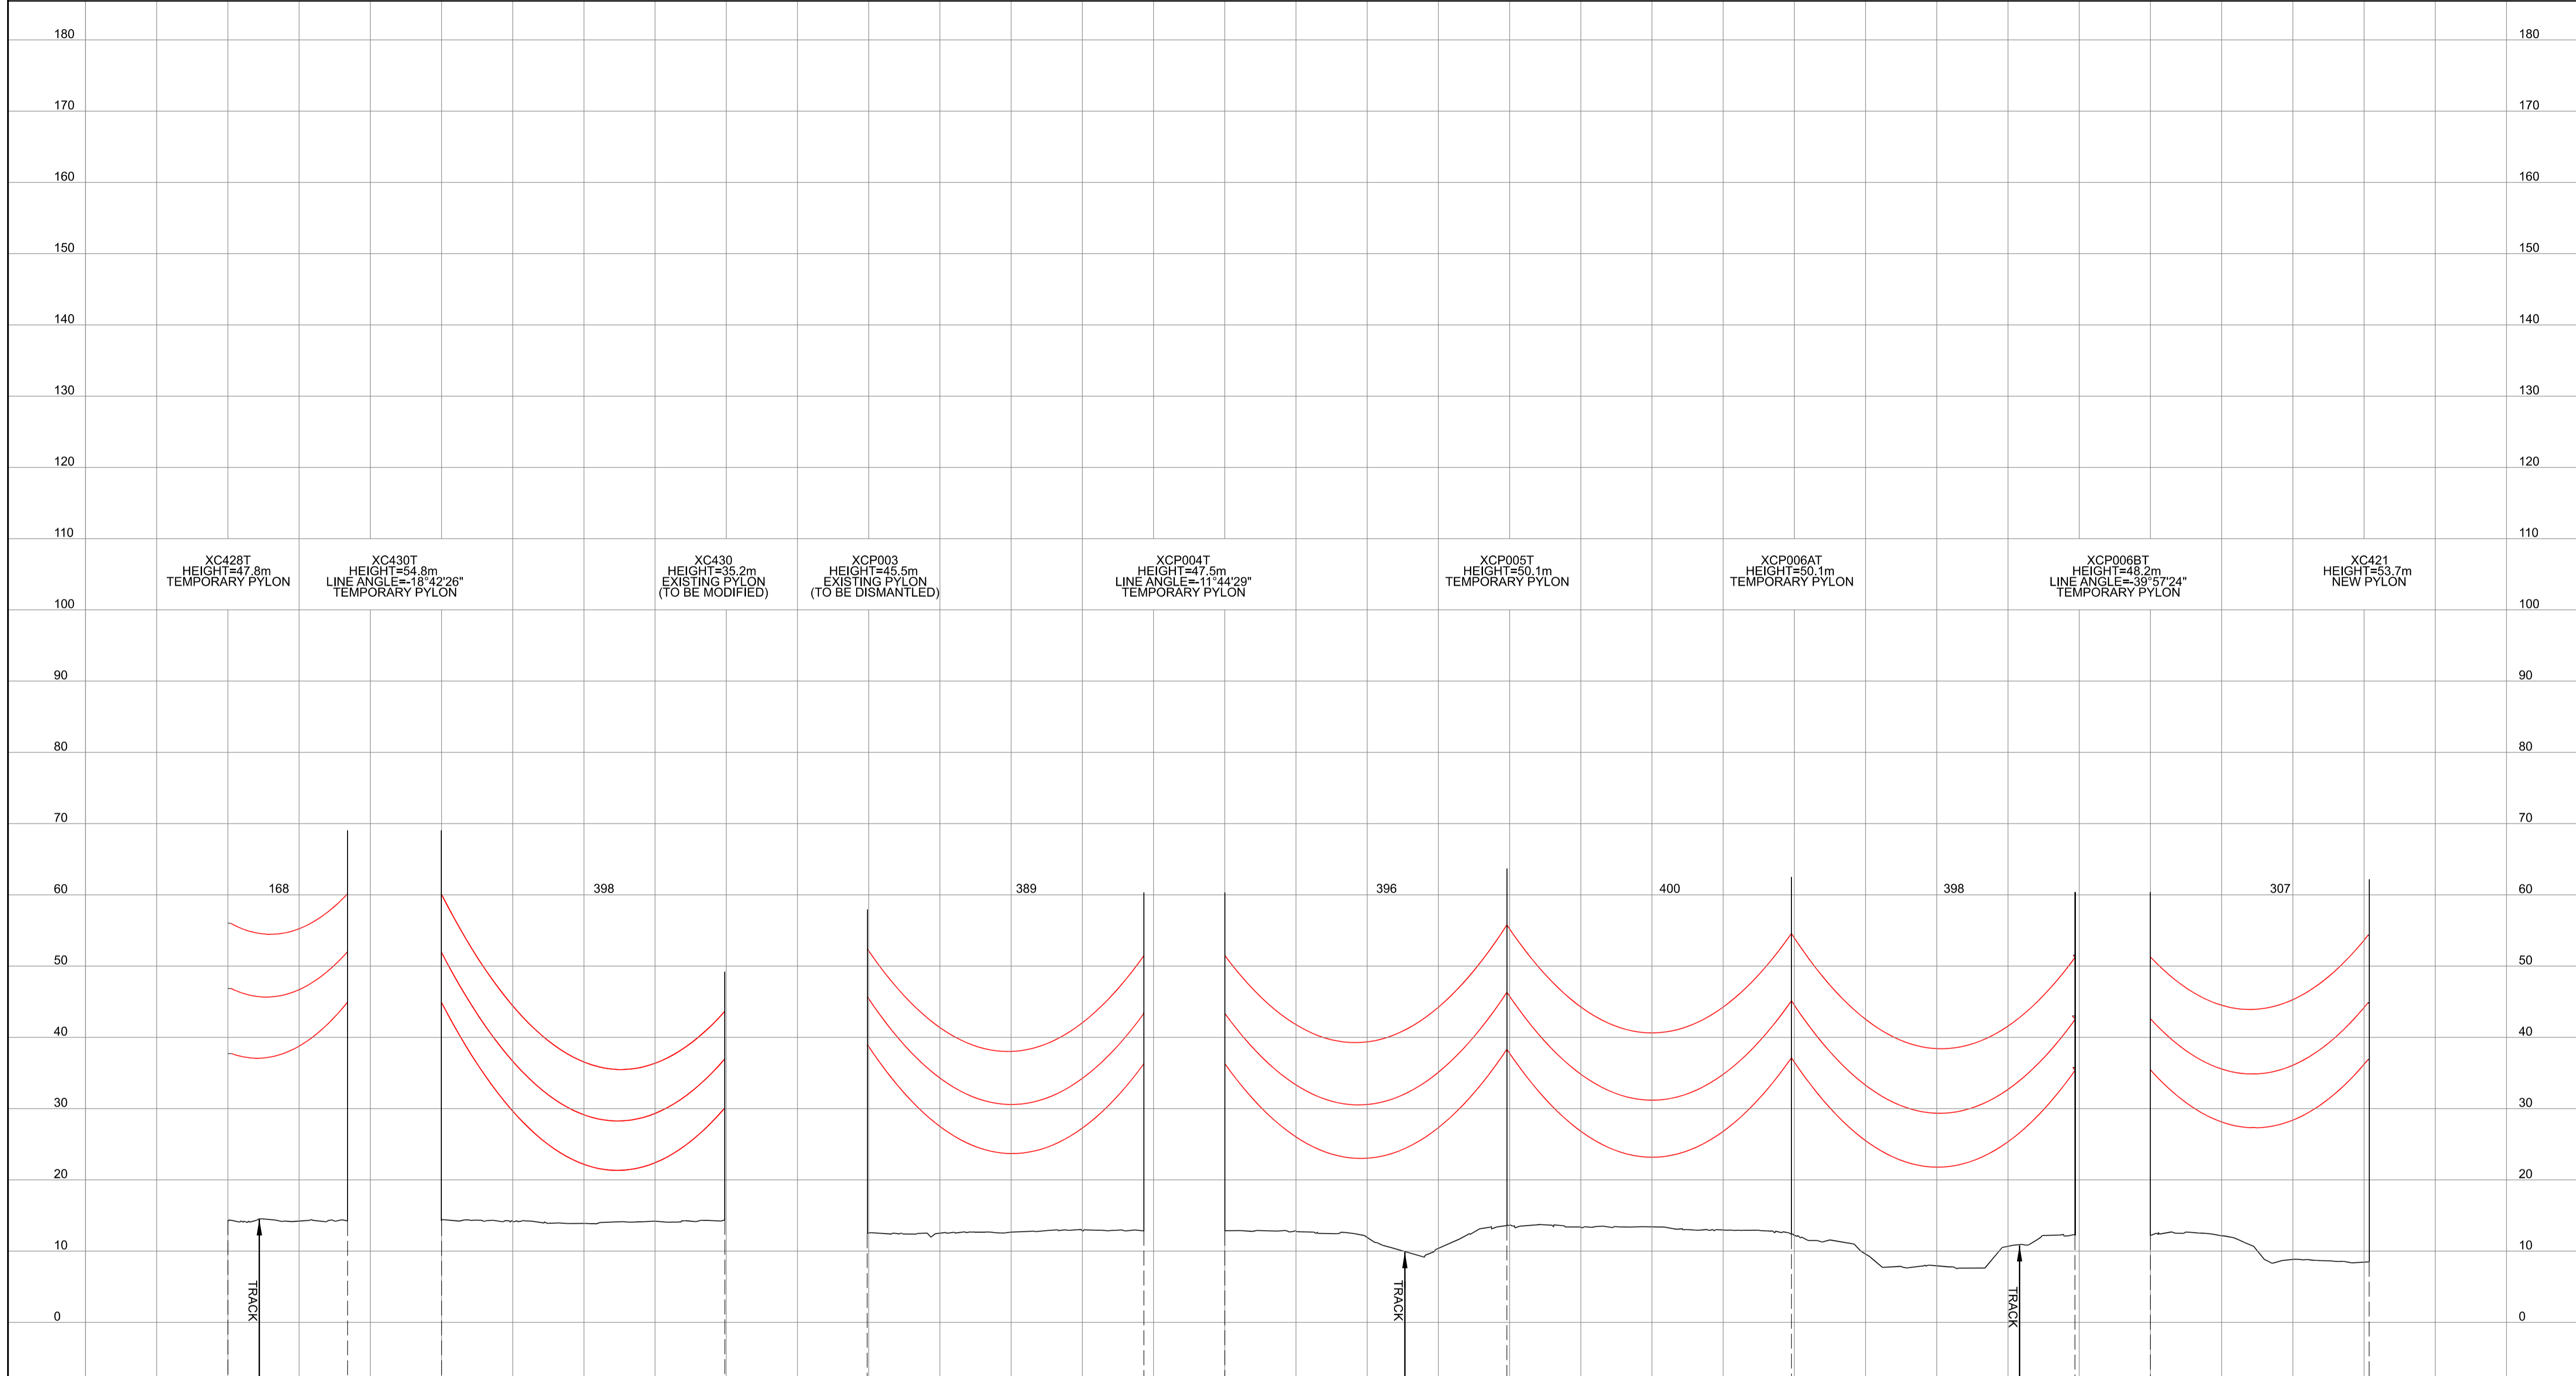 180
180
170
170
160
160
150
150
140
140
130
130
120
120
110
110
XC428T
HEIGHT=47.8m
TEMPORARY PYLON
XC430T
HEIGHT=54.8m
LINE ANGLE=-18°42'26"
TEMPORARY PYLON
XC430
HEIGHT=35.2m
EXISTING PYLON
(TO BE MODIFIED)
XCP003
HEIGHT=45.5m
EXISTING PYLON
(TO BE DISMANTLED)
XCP004T
HEIGHT=47.5m
LINE ANGLE=-11°44'29"
TEMPORARY PYLON
XCP005T
HEIGHT=50.1m
TEMPORARY PYLON
XCP006AT
HEIGHT=50.1m
TEMPORARY PYLON
XCP006BT
HEIGHT=48.2m
LINE ANGLE=-39°57'24"
TEMPORARY PYLON
XC421
HEIGHT=53.7m
NEW PYLON
100
100
90
90
80
80
70
70
60
168
398
389
396
400
398
307
60
50
50
40
40
30
30
20
20
10
10
TRACK
TRACK
TRACK
0
0